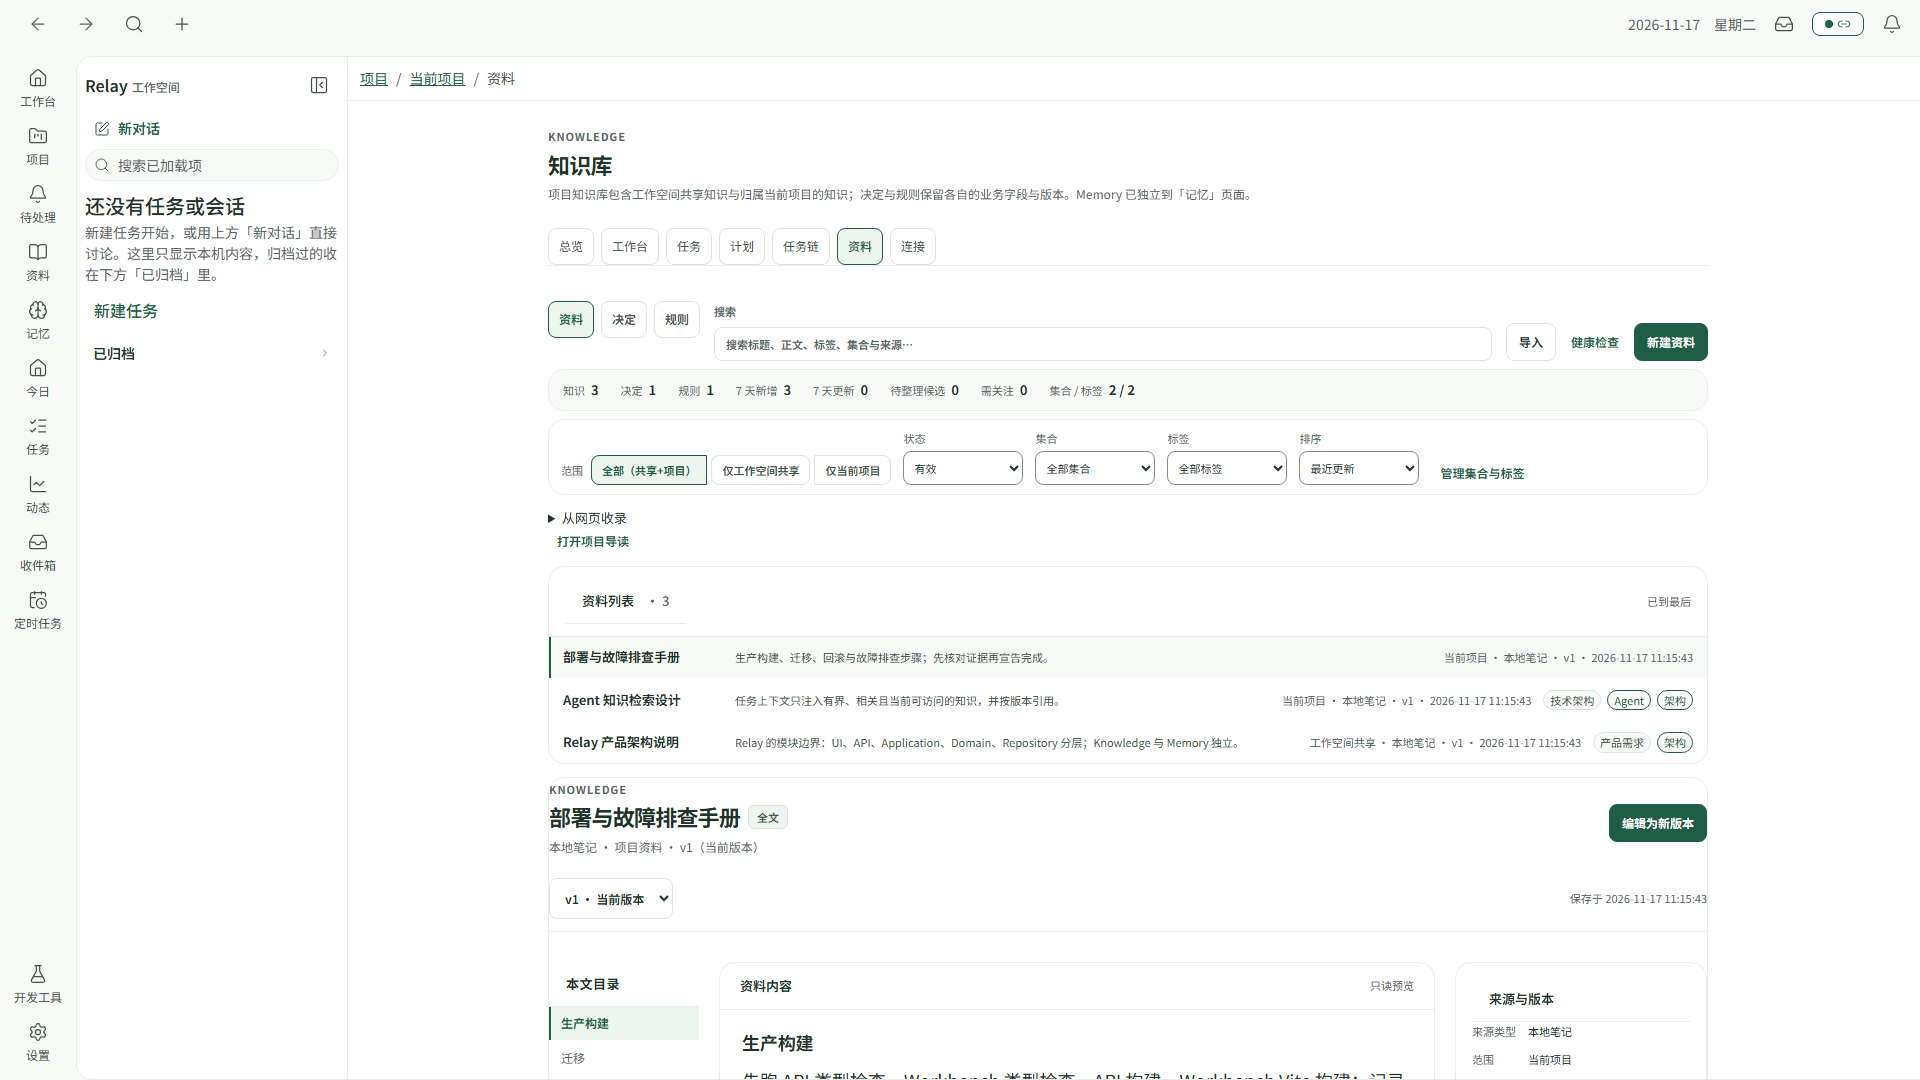 2026-11-17 星期二
工作台
项目
待处理
资料
记忆
今日
任务
动态
收件箱
定时任务
开发工具
设置
Relay 工作空间
新对话
搜索已加载项
还没有任务或会话
新建任务开始，或用上方「新对话」直接
讨论。这里只显示本机内容，归档过的收
在下方「已归档」里。
新建任务
已归档
项目 / 当前项目 / 资料
KNOWLEDGE
知识库
项目知识库包含工作空间共享知识与归属当前项目的知识；决定与规则保留各自的业务字段与版本。Memory 已独立到「记忆」页面。
总览 工作台 任务 计划 任务链 资料 连接
资料 决定 规则
搜索
搜索标题、正文、标签、集合与来源…
导入 健康检查 新建资料
知识 3 决定 1 规则 1 7 天新增 3 7 天更新 0 待整理候选 0 需关注 0 集合 / 标签 2 / 2
范围 全部（共享+项目） 仅工作空间共享 仅当前项目
状态 集合 标签 排序
有效 全部集合 全部标签 最近更新 管理集合与标签
从网页收录
打开项目导读
资料列表 · 3 已到最后
部署与故障排查手册 生产构建、迁移、回滚与故障排查步骤；先核对证据再宣告完成。 当前项目 · 本地笔记 · v1 · 2026-11-17 11:15:43
Agent 知识检索设计 任务上下文只注入有界、相关且当前可访问的知识，并按版本引用。 当前项目 · 本地笔记 · v1 · 2026-11-17 11:15:43 技术架构 Agent 架构
Relay 产品架构说明 Relay 的模块边界：UI、API、Application、Domain、Repository 分层；Knowledge 与 Memory 独立。 工作空间共享 · 本地笔记 · v1 · 2026-11-17 11:15:43 产品需求 架构
KNOWLEDGE
部署与故障排查手册 全文
编辑为新版本
本地笔记 · 项目资料 · v1（当前版本）
v1 · 当前版本
保存于 2026-11-17 11:15:43
本文目录
生产构建
迁移
资料内容 只读预览
生产构建
先跑 API 类型检查、Workbench 类型检查、API 构建、Workbench Vite 构建；记录
来源与版本
来源类型 本地笔记
范围 当前项目